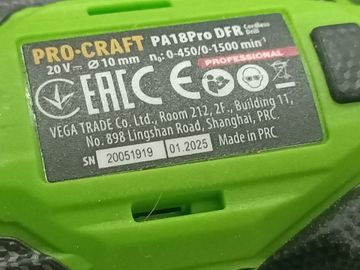 PRO-CRAFT PA18Pro DFR Cordless Drill
20 V⎓ Ø 10 mm n₀: 0-450/0-1500 min⁻¹
PROFESSIONAL
EAC CE
VEGA TRADE Co., Ltd., Room 212, 2F., Building 11,
No. 898 Lingshan Road, Shanghai, PRC.
SN 20051919 01.2025 Made in PRC